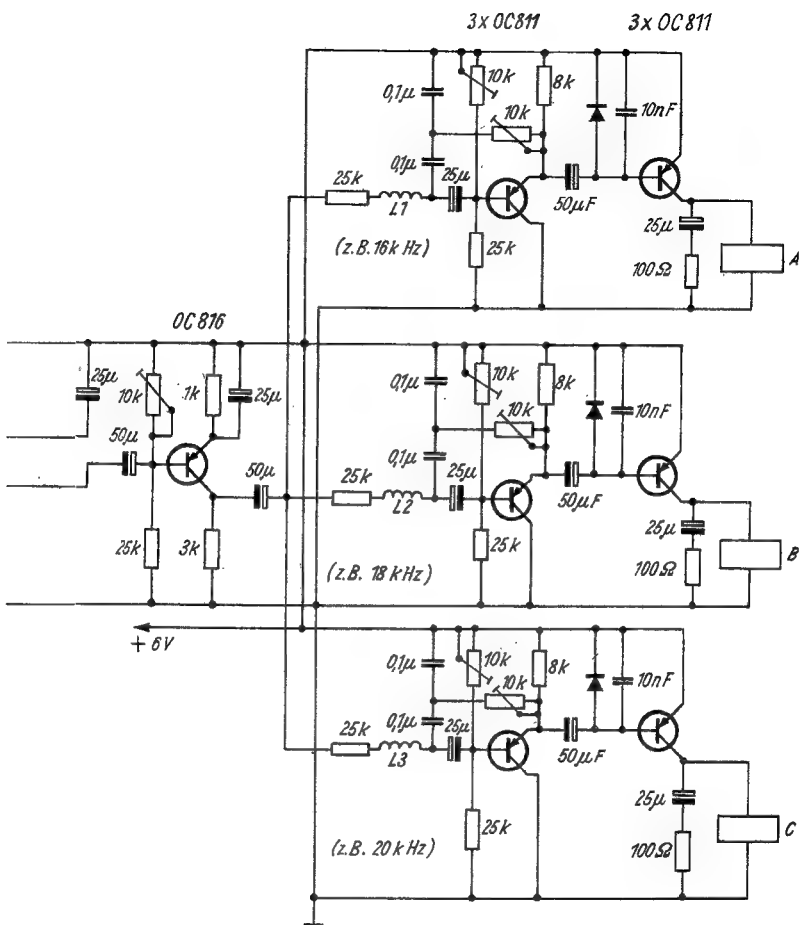 3x OC811
3x OC811
0,1µ
10k
8k
10k
10nF
0,1µ
25k
25µ
50µF
L1
25µ
(z.B. 16k Hz)
25k
100Ω
A
OC816
25µ
10k
1k
25µ
0,1µ
10k
8k
10k
10nF
50µ
50µ
0,1µ
25k
25µ
50µF
L2
25µ
25k
3k
25k
(z.B. 18 kHz)
100Ω
B
+ 6V
0,1µ
10k
8k
10k
10nF
0,1µ
25k
25µ
50µF
L3
25µ
25k
(z.B. 20 kHz)
100Ω
C